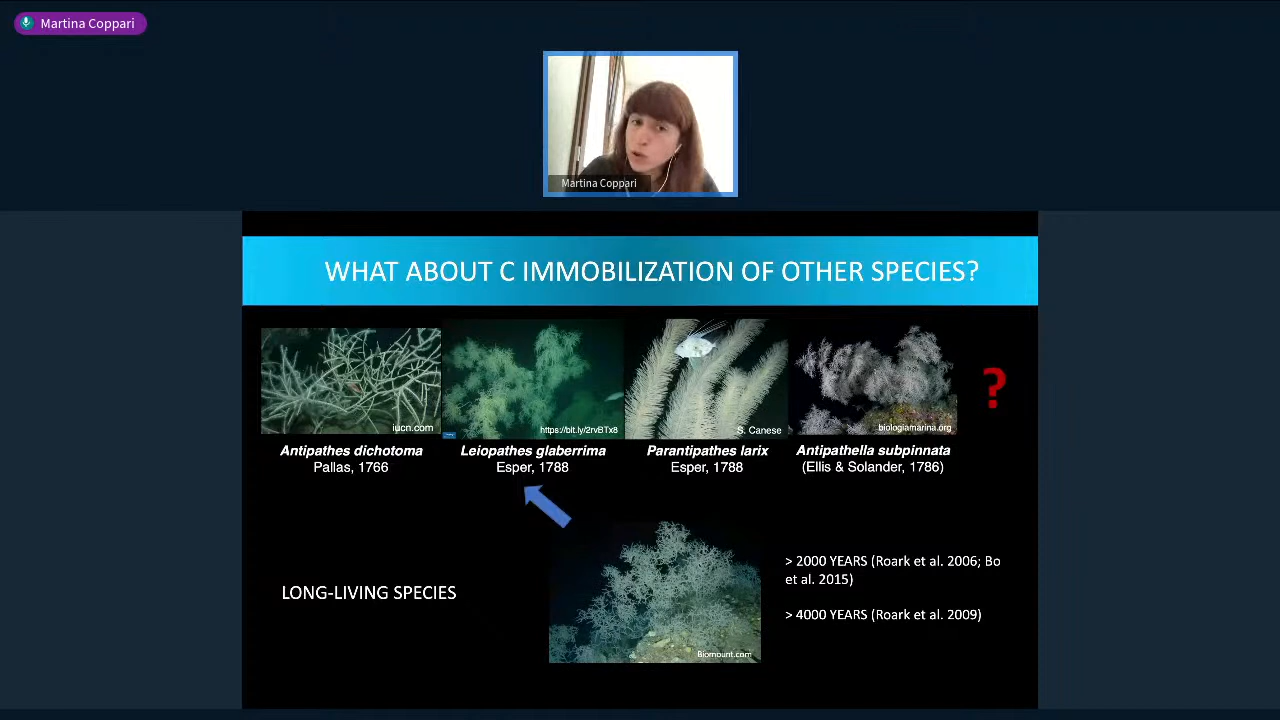 Martina Coppari
Martina Coppari
WHAT ABOUT C IMMOBILIZATION OF OTHER SPECIES?
iucn.com
https://bit.ly/2rvBTx8
S. Canese
biologiamarina.org
?
Antipathes dichotoma
Pallas, 1766
Leiopathes glaberrima
Esper, 1788
Parantipathes larix
Esper, 1788
Antipathella subpinnata
(Ellis & Solander, 1786)
LONG-LIVING SPECIES
Biomount.com
> 2000 YEARS (Roark et al. 2006; Bo
et al. 2015)
> 4000 YEARS (Roark et al. 2009)